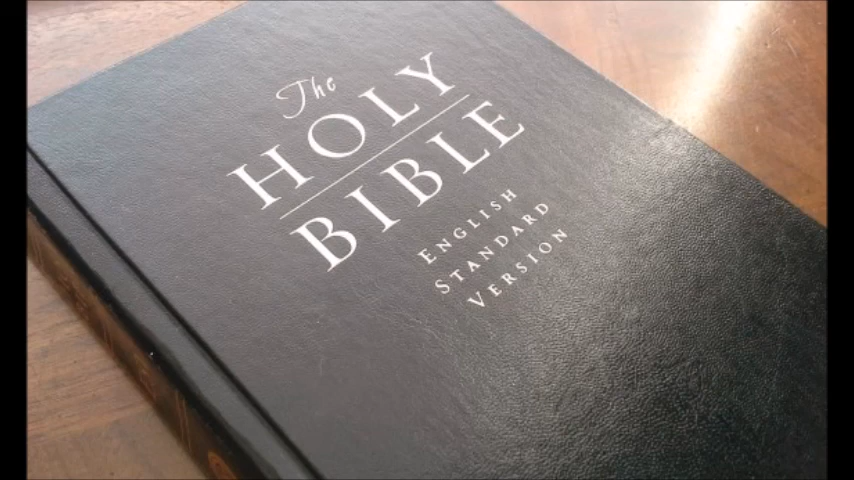 The
HOLY
BIBLE
ENGLISH
STANDARD
VERSION